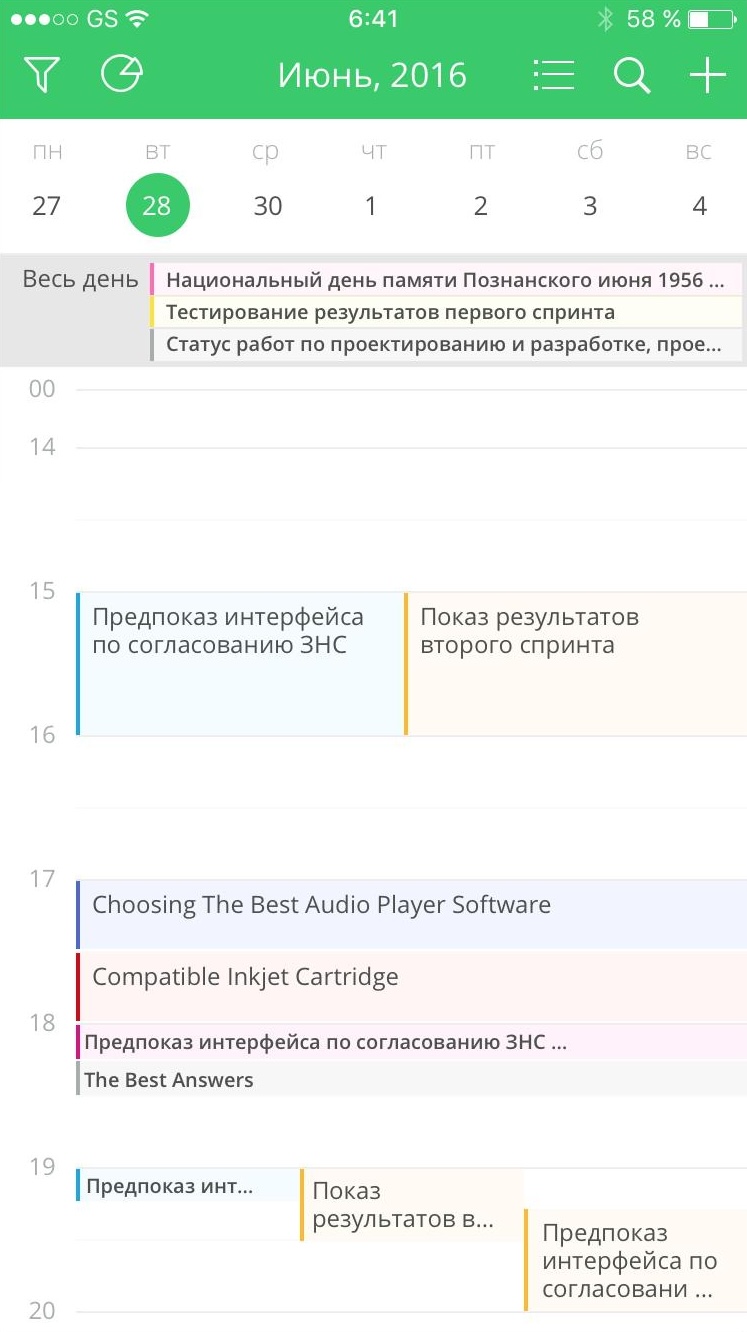 GS 6:41 58 %
Июнь, 2016
пн вт ср чт пт сб вс
27 28 30 1 2 3 4
Весь день
Национальный день памяти Познанского июня 1956 ...
Тестирование результатов первого спринта
Статус работ по проектированию и разработке, прое...
00
14
15
Предпоказ интерфейса
по согласованию ЗНС
Показ результатов
второго спринта
16
17
Choosing The Best Audio Player Software
Compatible Inkjet Cartridge
18
Предпоказ интерфейса по согласованию ЗНС ...
The Best Answers
19
Предпоказ инт...
Показ
результатов в...
Предпоказ
интерфейса по
согласовани ...
20